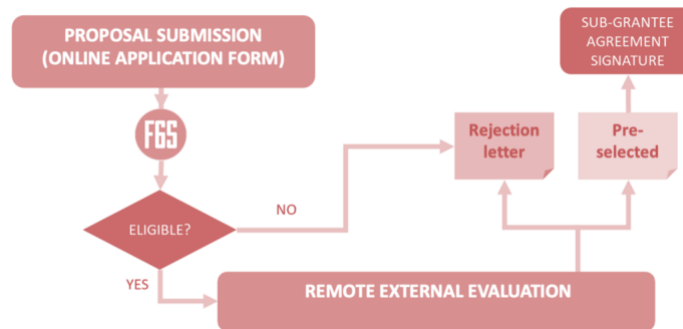 PROPOSAL SUBMISSION
(ONLINE APPLICATION FORM)
SUB-GRANTEE
AGREEMENT
SIGNATURE
F6S
Rejection
letter
Pre-
selected
ELIGIBLE?
NO
YES
REMOTE EXTERNAL EVALUATION